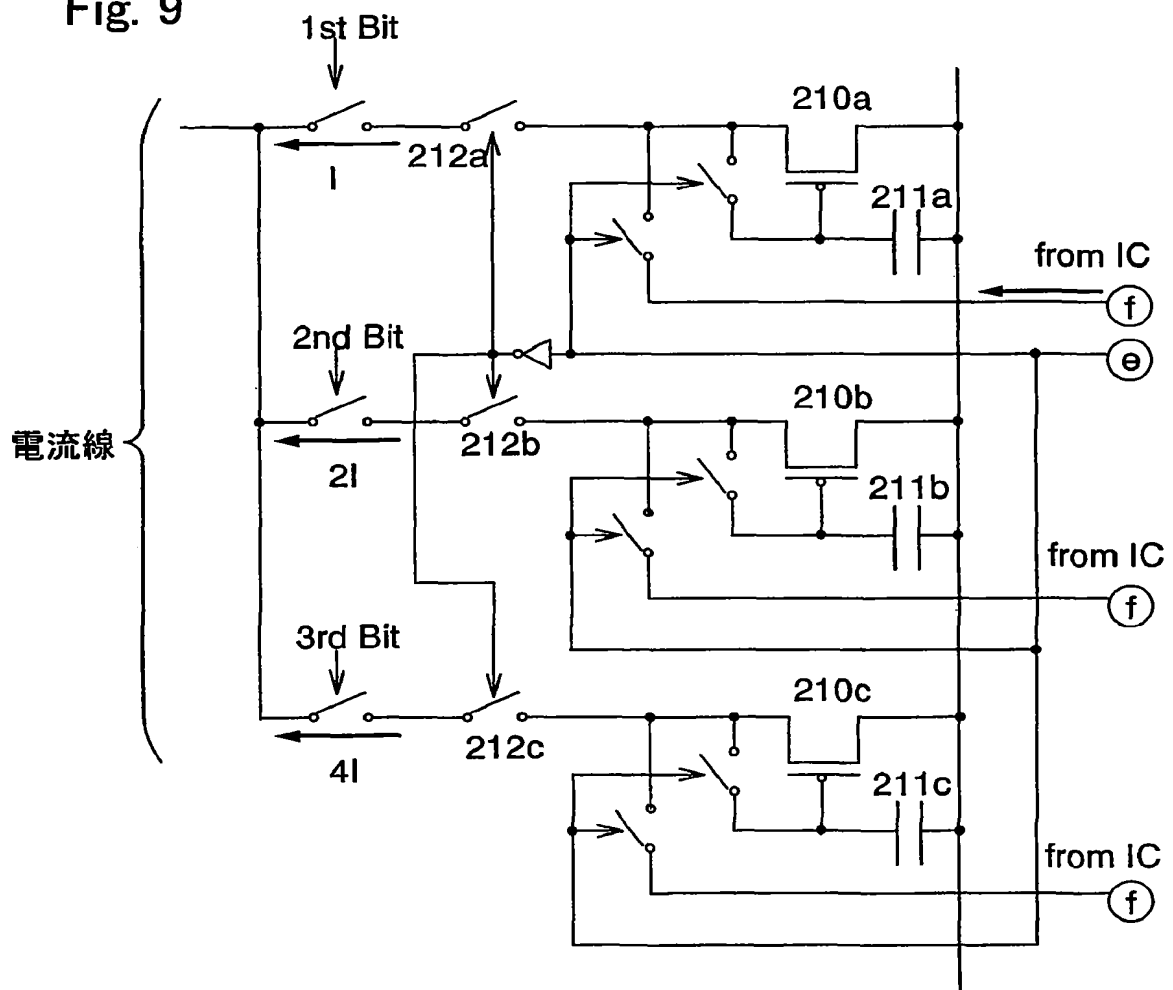 Fig. 9
1st Bit
210a
212a
I
211a
from IC
f
e
2nd Bit
210b
電流線
212b
2I
211b
from IC
f
3rd Bit
210c
212c
4I
211c
from IC
f